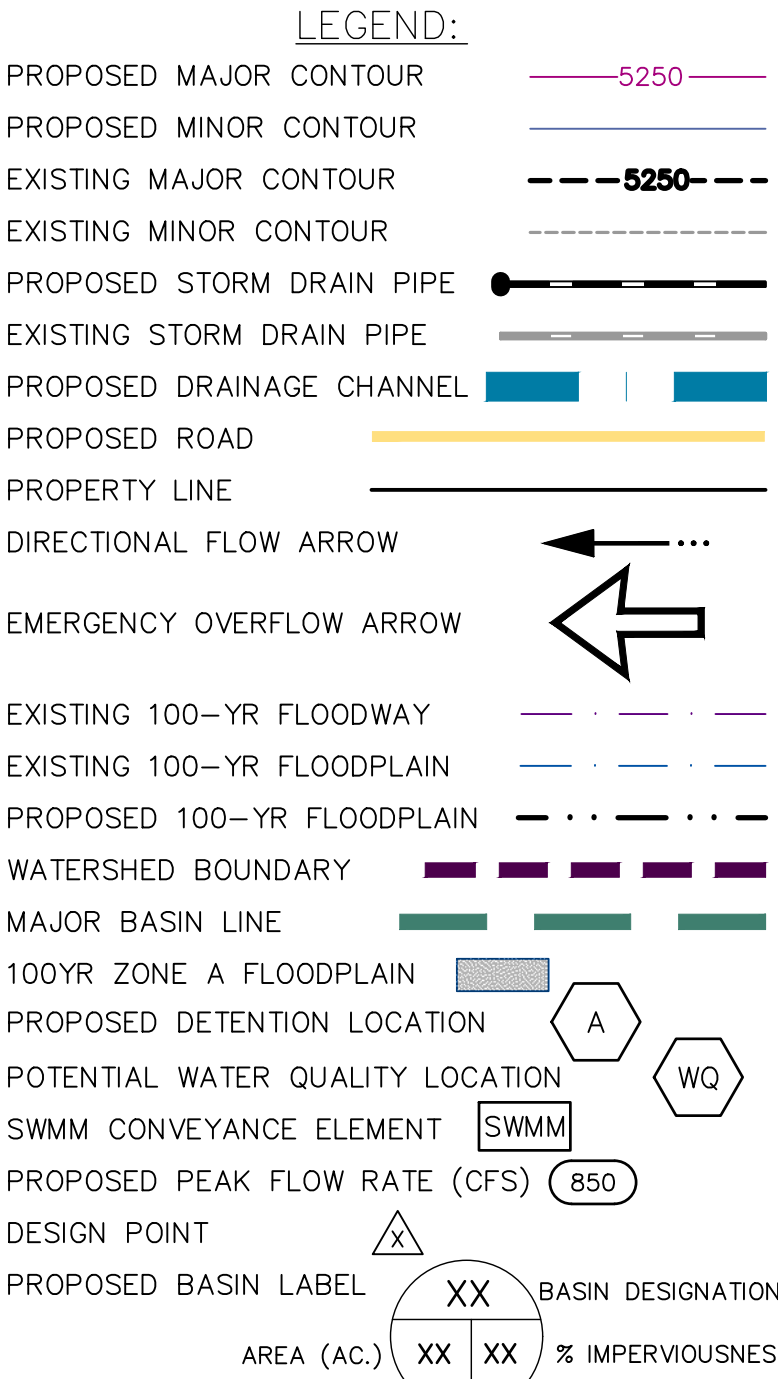 LEGEND:
PROPOSED MAJOR CONTOUR 5250
PROPOSED MINOR CONTOUR
EXISTING MAJOR CONTOUR 5250
EXISTING MINOR CONTOUR
PROPOSED STORM DRAIN PIPE
EXISTING STORM DRAIN PIPE
PROPOSED DRAINAGE CHANNEL
PROPOSED ROAD
PROPERTY LINE
DIRECTIONAL FLOW ARROW
EMERGENCY OVERFLOW ARROW
EXISTING 100-YR FLOODWAY
EXISTING 100-YR FLOODPLAIN
PROPOSED 100-YR FLOODPLAIN
WATERSHED BOUNDARY
MAJOR BASIN LINE
100YR ZONE A FLOODPLAIN
PROPOSED DETENTION LOCATION A
POTENTIAL WATER QUALITY LOCATION WQ
SWMM CONVEYANCE ELEMENT SWMM
PROPOSED PEAK FLOW RATE (CFS) 850
DESIGN POINT X
PROPOSED BASIN LABEL XX BASIN DESIGNATION
AREA (AC.) XX XX % IMPERVIOUSNES